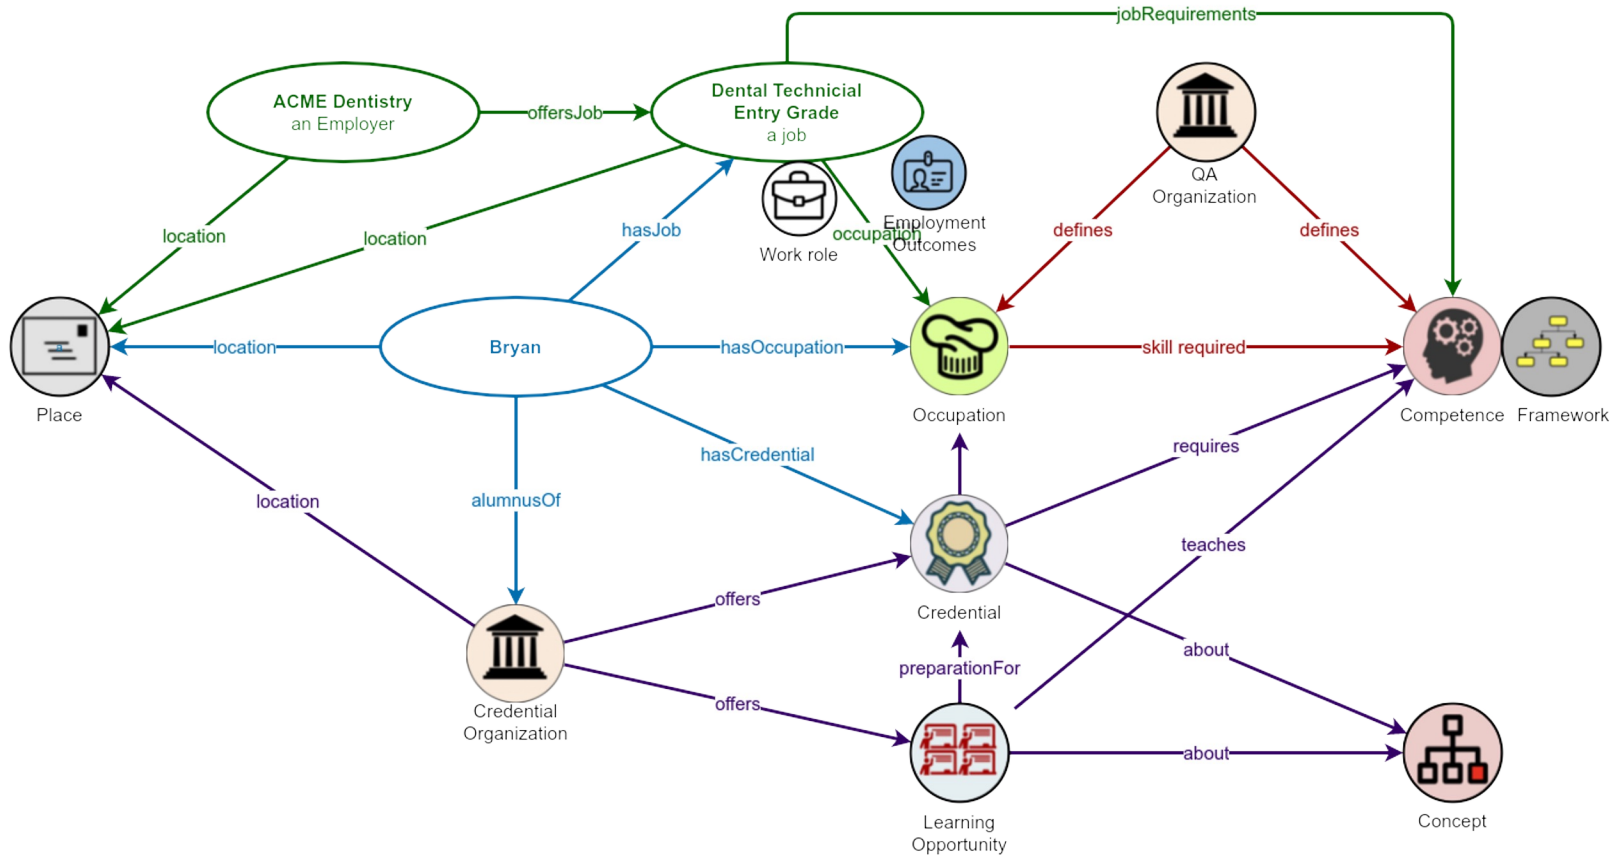 jobRequirements
ACME Dentistry
an Employer
offersJob
Dental Technicial
Entry Grade
a job
QA
Organization
location
location
hasJob
Work role
occupation
Employment
Outcomes
defines
defines
Place
location
Bryan
hasOccupation
Occupation
skill required
Competence
Framework
hasCredential
requires
location
alumnusOf
teaches
offers
Credential
about
preparationFor
offers
Credential
Organization
about
Learning
Opportunity
Concept